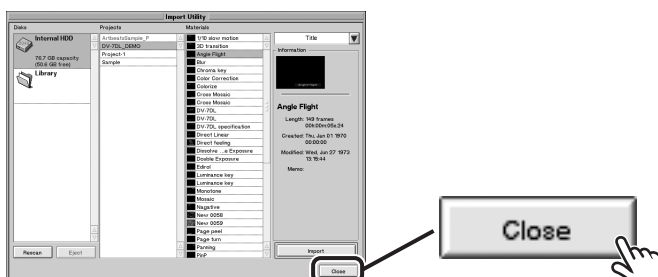 Import Utility
Disks
Projects
Materials
Internal HDD
76.7 GB capacity
(50.6 GB free)
Library
ArtbeatsSample_P
DV-7DL_DEMO
Project-1
Sample
1/10 slow motion
3D transition
Angle Flight
Blur
Chroma key
Color Correction
Colorize
Cross Mosaic
Cross Mosaic
DV-7DL
DV-7DL
DV-7DL specification
Direct Linear
Direct feeling
Dissolve ...e Exposure
Double Exposure
Edirol
Luminance key
Luminance key
Monotone
Mosaic
Nagative
New 0058
New 0059
Page peel
Page turn
Panning
PinP
Title
Information
Angle Flight
Length: 149 frames
00h00m05s24
Created: Thu, Jan 01 1970
00:00:00
Modified: Wed, Jun 27 1973
13:16:44
Memo:
Rescan
Eject
Import
Close
Close